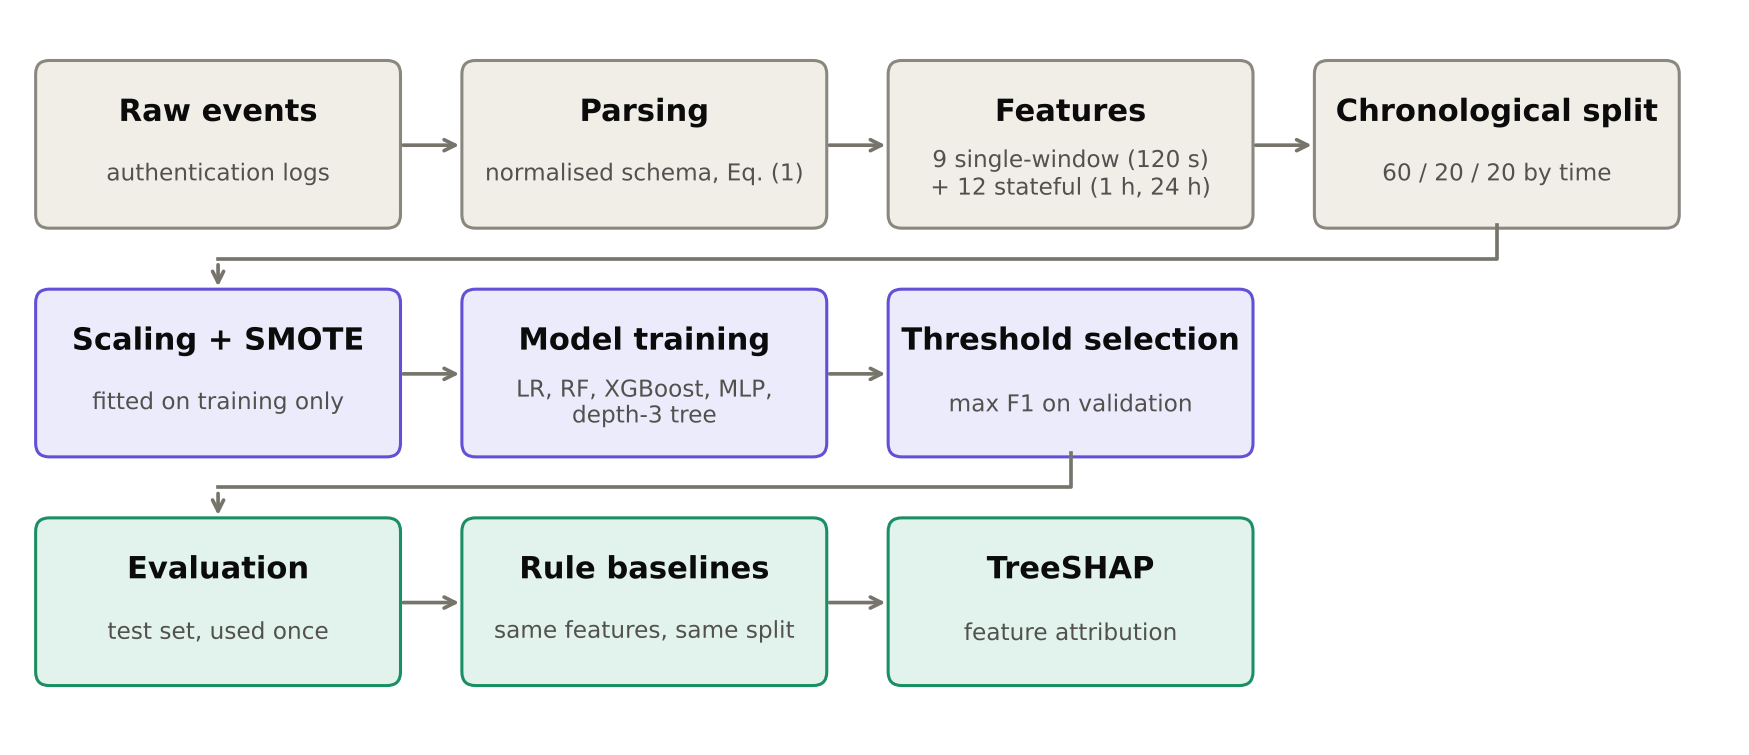 Raw events
authentication logs
Parsing
normalised schema, Eq. (1)
Features
9 single-window (120 s)
+ 12 stateful (1 h, 24 h)
Chronological split
60 / 20 / 20 by time
Scaling + SMOTE
fitted on training only
Model training
LR, RF, XGBoost, MLP,
depth-3 tree
Threshold selection
max F1 on validation
Evaluation
test set, used once
Rule baselines
same features, same split
TreeSHAP
feature attribution